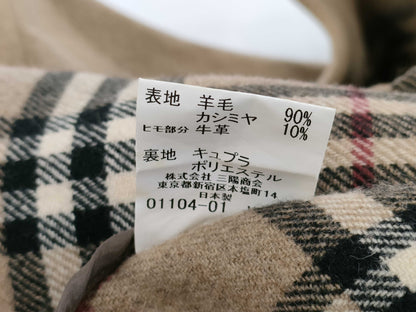 表地 羊毛 90%
カシミヤ 10%
ヒモ部分 牛革
裏地 キュプラ
ポリエステル
株式会社 三陽商会
東京都新宿区本塩町14
日本製
01104-01